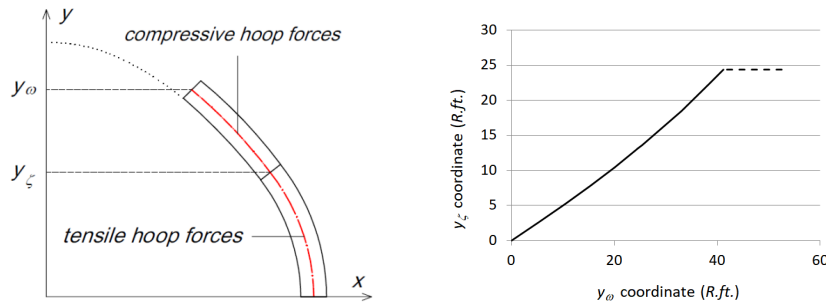 y
compressive hoop forces
yω
yζ
tensile hoop forces
x
30
25
20
15
10
5
0
yζ coordinate (R.ft.)
0 20 40 60
yω coordinate (R.ft.)